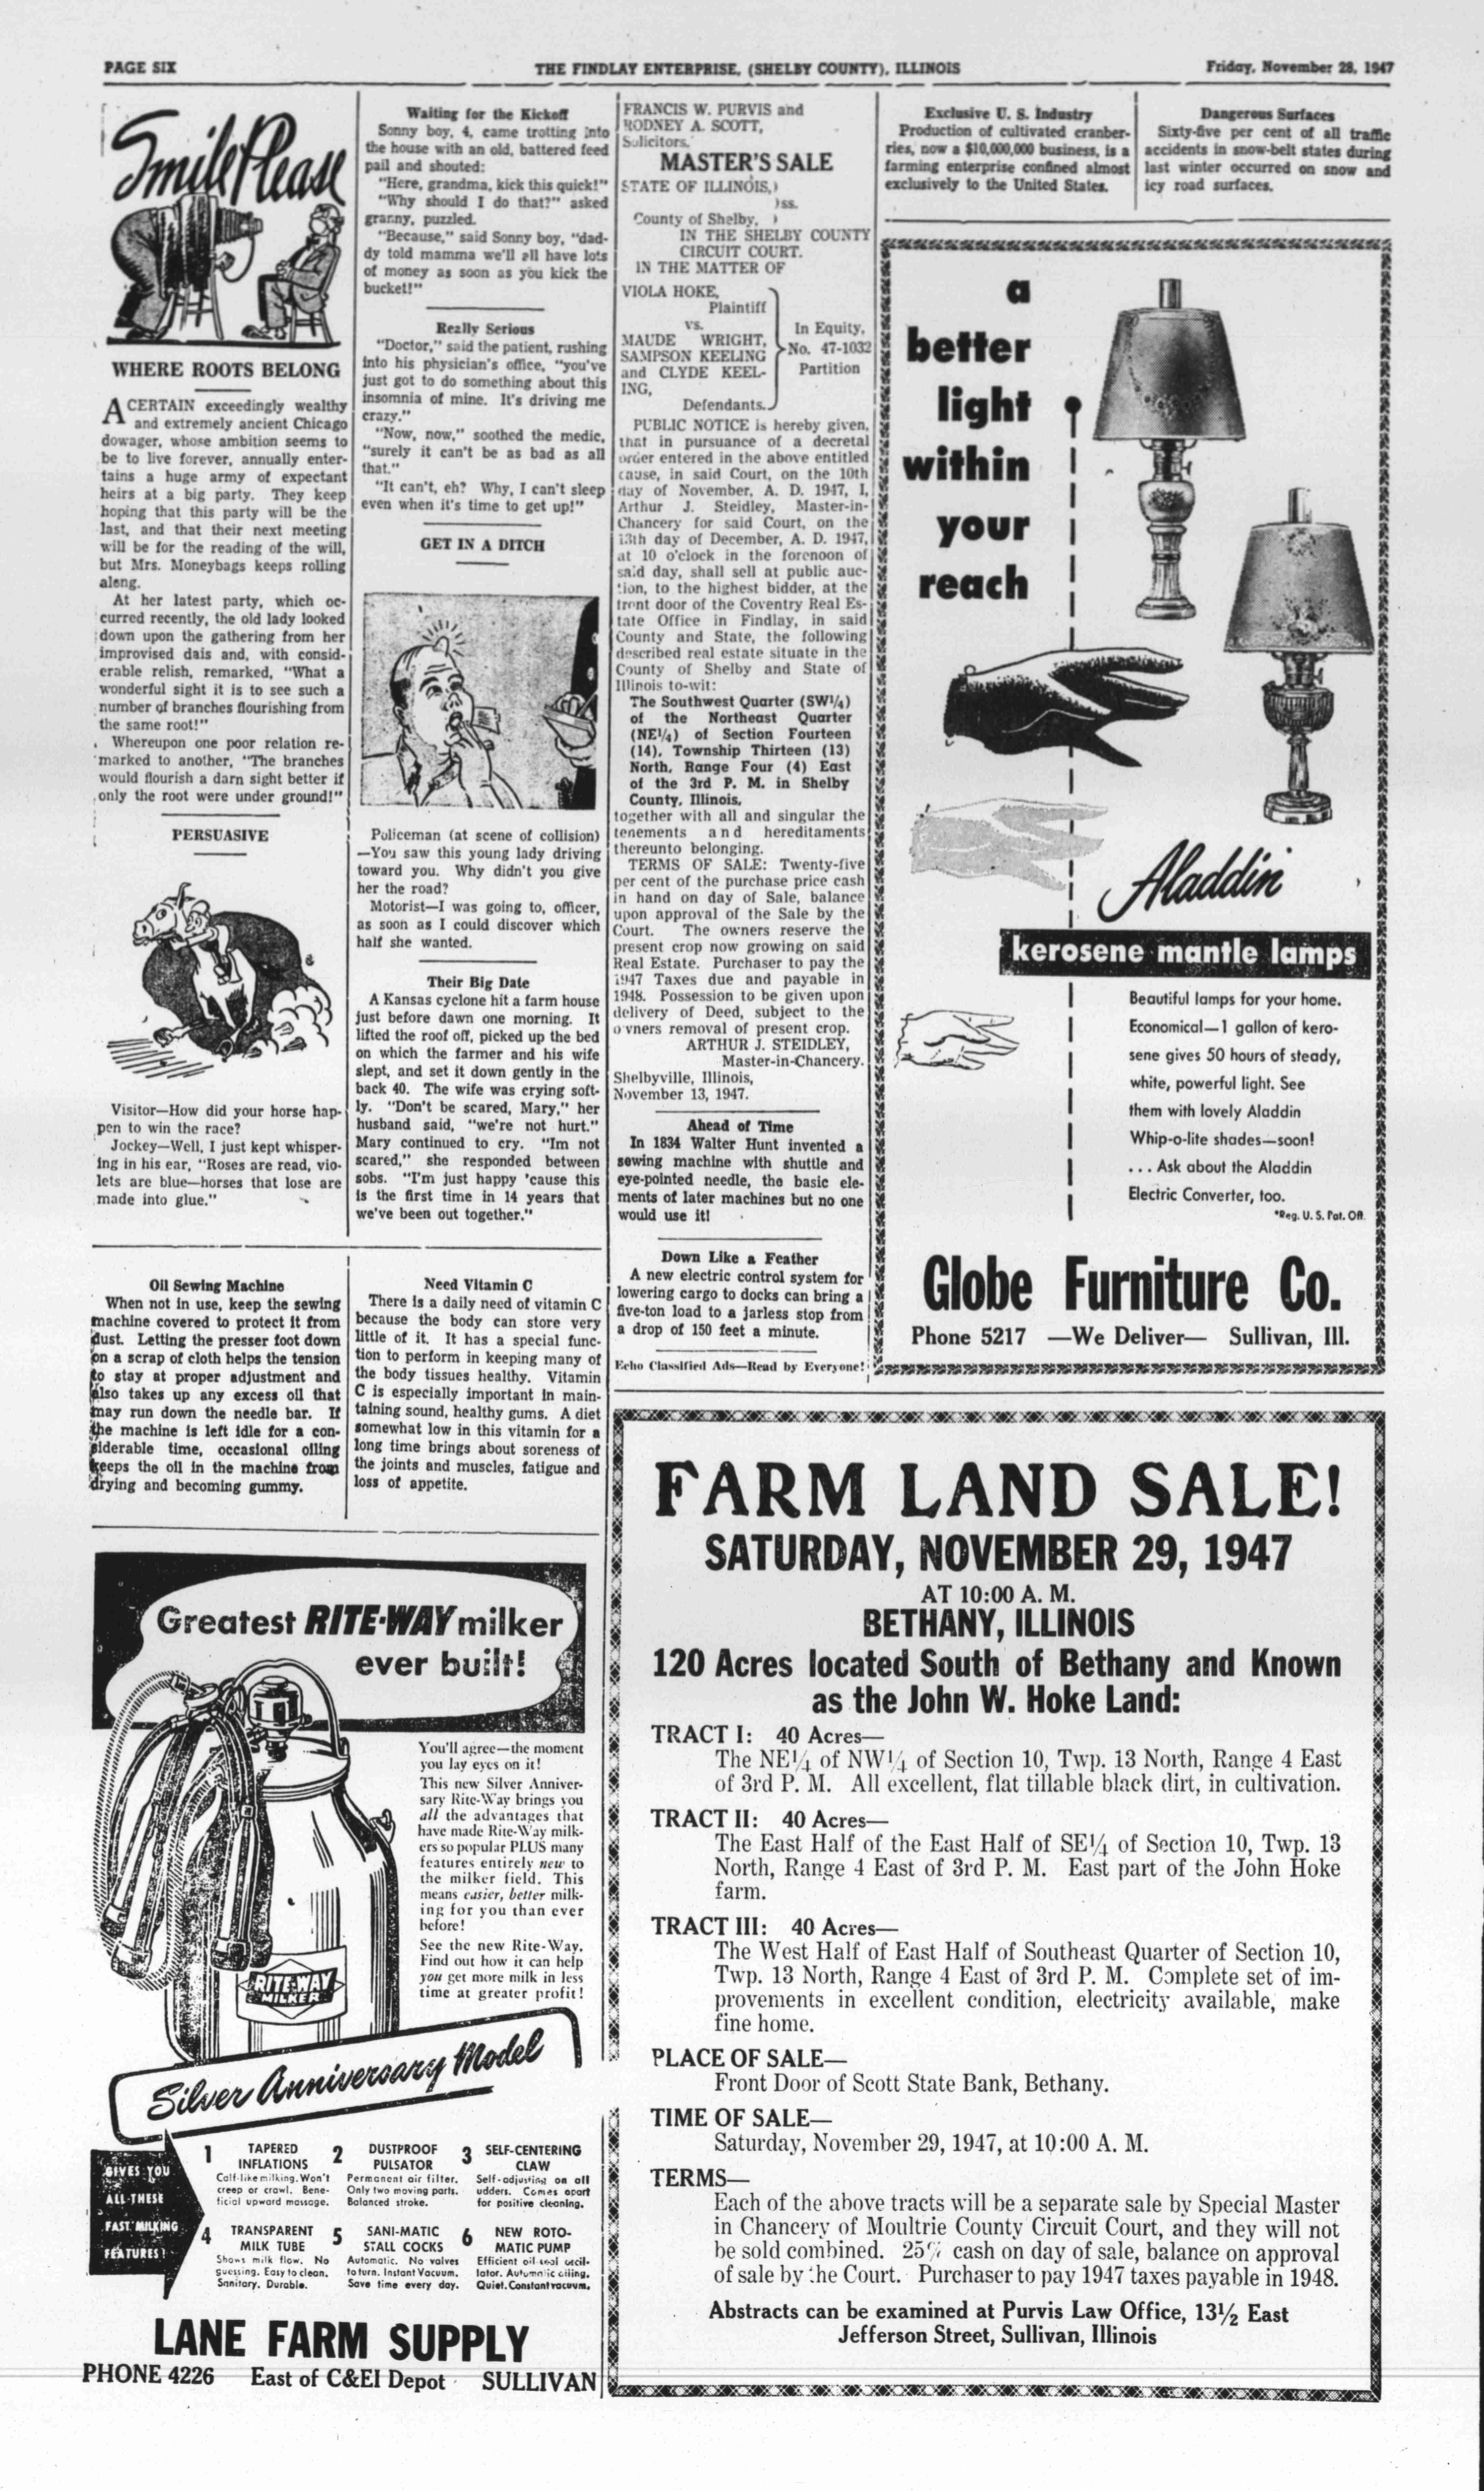 PAGE SIX
THE FINDLAY ENTERPRISE, (SHELBY COUNTY), ILLINOIS
Friday, November 28, 1947
Smile Please
WHERE ROOTS BELONG
A CERTAIN exceedingly wealthy
and extremely ancient Chicago
dowager, whose ambition seems to
be to live forever, annually enter-
tains a huge army of expectant
heirs at a big party. They keep
hoping that this party will be the
last, and that their next meeting
will be for the reading of the will,
but Mrs. Moneybags keeps rolling
along.
At her latest party, which oc-
curred recently, the old lady looked
down upon the gathering from her
improvised dais and, with consid-
erable relish, remarked, "What a
wonderful sight it is to see such a
number of branches flourishing from
the same root!"
Whereupon one poor relation re-
marked to another, "The branches
would flourish a darn sight better if
only the root were under ground!"
PERSUASIVE
Visitor—How did your horse hap-
pen to win the race?
Jockey—Well, I just kept whisper-
ing in his ear, "Roses are read, vio-
lets are blue—horses that lose are
made into glue."
Waiting for the Kickoff
Sonny boy, 4, came trotting into
the house with an old, battered feed
pail and shouted:
"Here, grandma, kick this quick!"
"Why should I do that?" asked
granny, puzzled.
"Because," said Sonny boy, "dad-
dy told mamma we'll all have lots
of money as soon as you kick the
bucket!"
Really Serious
"Doctor," said the patient, rushing
into his physician's office, "you've
just got to do something about this
insomnia of mine. It's driving me
crazy."
"Now, now," soothed the medic,
"surely it can't be as bad as all
that."
"It can't, eh? Why, I can't sleep
even when it's time to get up!"
GET IN A DITCH
Policeman (at scene of collision)
—You saw this young lady driving
toward you. Why didn't you give
her the road?
Motorist—I was going to, officer,
as soon as I could discover which
half she wanted.
Their Big Date
A Kansas cyclone hit a farm house
just before dawn one morning. It
lifted the roof off, picked up the bed
on which the farmer and his wife
slept, and set it down gently in the
back 40. The wife was crying soft-
ly. "Don't be scared, Mary," her
husband said, "we're not hurt."
Mary continued to cry. "Im not
scared," she responded between
sobs. "I'm just happy 'cause this
is the first time in 14 years that
we've been out together."
Oil Sewing Machine
When not in use, keep the sewing
machine covered to protect it from
dust. Letting the presser foot down
on a scrap of cloth helps the tension
to stay at proper adjustment and
also takes up any excess oil that
may run down the needle bar. If
the machine is left idle for a con-
siderable time, occasional oiling
keeps the oil in the machine from
drying and becoming gummy.
Need Vitamin C
There is a daily need of vitamin C
because the body can store very
little of it. It has a special func-
tion to perform in keeping many of
the body tissues healthy. Vitamin
C is especially important in main-
taining sound, healthy gums. A diet
somewhat low in this vitamin for a
long time brings about soreness of
the joints and muscles, fatigue and
loss of appetite.
FRANCIS W. PURVIS and
RODNEY A. SCOTT,
Solicitors.
MASTER'S SALE
STATE OF ILLINOIS,)
)ss.
County of Shelby, )
IN THE SHELBY COUNTY
CIRCUIT COURT.
IN THE MATTER OF
VIOLA HOKE,
Plaintiff
vs.
MAUDE WRIGHT,
SAMPSON KEELING
and CLYDE KEEL-
ING,
Defendants.
In Equity,
No. 47-1032
Partition
PUBLIC NOTICE is hereby given,
that in pursuance of a decretal
order entered in the above entitled
cause, in said Court, on the 10th
day of November, A. D. 1947, I,
Arthur J. Steidley, Master-in-
Chancery for said Court, on the
13th day of December, A. D. 1947,
at 10 o'clock in the forenoon of
said day, shall sell at public auc-
tion, to the highest bidder, at the
front door of the Coventry Real Es-
tate Office in Findlay, in said
County and State, the following
described real estate situate in the
County of Shelby and State of
Illinois to-wit:
The Southwest Quarter (SW¼)
of the Northeast Quarter
(NE¼) of Section Fourteen
(14), Township Thirteen (13)
North, Range Four (4) East
of the 3rd P. M. in Shelby
County, Illinois,
together with all and singular the
tenements and hereditaments
thereunto belonging.
TERMS OF SALE: Twenty-five
per cent of the purchase price cash
in hand on day of Sale, balance
upon approval of the Sale by the
Court. The owners reserve the
present crop now growing on said
Real Estate. Purchaser to pay the
1947 Taxes due and payable in
1948. Possession to be given upon
delivery of Deed, subject to the
owners removal of present crop.
ARTHUR J. STEIDLEY,
Master-in-Chancery.
Shelbyville, Illinois,
November 13, 1947.
Ahead of Time
In 1834 Walter Hunt invented a
sewing machine with shuttle and
eye-pointed needle, the basic ele-
ments of later machines but no one
would use it!
Down Like a Feather
A new electric control system for
lowering cargo to docks can bring a
five-ton load to a jarless stop from
a drop of 150 feet a minute.
Echo Classified Ads—Read by Everyone!
Exclusive U. S. Industry
Production of cultivated cranber-
ries, now a $10,000,000 business, is a
farming enterprise confined almost
exclusively to the United States.
Dangerous Surfaces
Sixty-five per cent of all traffic
accidents in snow-belt states during
last winter occurred on snow and
icy road surfaces.
a
better
light
within
your
reach
Aladdin
kerosene mantle lamps
Beautiful lamps for your home.
Economical—1 gallon of kero-
sene gives 50 hours of steady,
white, powerful light. See
them with lovely Aladdin
Whip-o-lite shades—soon!
... Ask about the Aladdin
Electric Converter, too.
*Reg. U. S. Pat. Off.
Globe Furniture Co.
Phone 5217 —We Deliver— Sullivan, Ill.
Greatest RITE-WAY milker
ever built!
You'll agree—the moment
you lay eyes on it!
This new Silver Anniver-
sary Rite-Way brings you
all the advantages that
have made Rite-Way milk-
ers so popular PLUS many
features entirely new to
the milker field. This
means easier, better milk-
ing for you than ever
before!
See the new Rite-Way.
Find out how it can help
you get more milk in less
time at greater profit!
RITE-WAY
MILKER
Silver Anniversary Model
GIVES YOU
ALL THESE
FAST MILKING
FEATURES!
1 TAPERED
INFLATIONS
Calf-like milking. Won't
creep or crawl. Bene-
ficial upward massage.
2 DUSTPROOF
PULSATOR
Permanent air filter.
Only two moving parts.
Balanced stroke.
3 SELF-CENTERING
CLAW
Self-adjusting on all
udders. Comes apart
for positive cleaning.
4 TRANSPARENT
MILK TUBE
Shows milk flow. No
guessing. Easy to clean.
Sanitary. Durable.
5 SANI-MATIC
STALL COCKS
Automatic. No valves
to turn. Instant Vacuum.
Save time every day.
6 NEW ROTO-
MATIC PUMP
Efficient oil-seal oscil-
lator. Automatic oiling.
Quiet. Constant vacuum.
LANE FARM SUPPLY
PHONE 4226 East of C&EI Depot SULLIVAN
FARM LAND SALE!
SATURDAY, NOVEMBER 29, 1947
AT 10:00 A. M.
BETHANY, ILLINOIS
120 Acres located South of Bethany and Known
as the John W. Hoke Land:
TRACT I: 40 Acres—
The NE¼ of NW¼ of Section 10, Twp. 13 North, Range 4 East
of 3rd P. M. All excellent, flat tillable black dirt, in cultivation.
TRACT II: 40 Acres—
The East Half of the East Half of SE¼ of Section 10, Twp. 13
North, Range 4 East of 3rd P. M. East part of the John Hoke
farm.
TRACT III: 40 Acres—
The West Half of East Half of Southeast Quarter of Section 10,
Twp. 13 North, Range 4 East of 3rd P. M. Complete set of im-
provements in excellent condition, electricity available, make
fine home.
PLACE OF SALE—
Front Door of Scott State Bank, Bethany.
TIME OF SALE—
Saturday, November 29, 1947, at 10:00 A. M.
TERMS—
Each of the above tracts will be a separate sale by Special Master
in Chancery of Moultrie County Circuit Court, and they will not
be sold combined. 25% cash on day of sale, balance on approval
of sale by the Court. Purchaser to pay 1947 taxes payable in 1948.
Abstracts can be examined at Purvis Law Office, 13½ East
Jefferson Street, Sullivan, Illinois